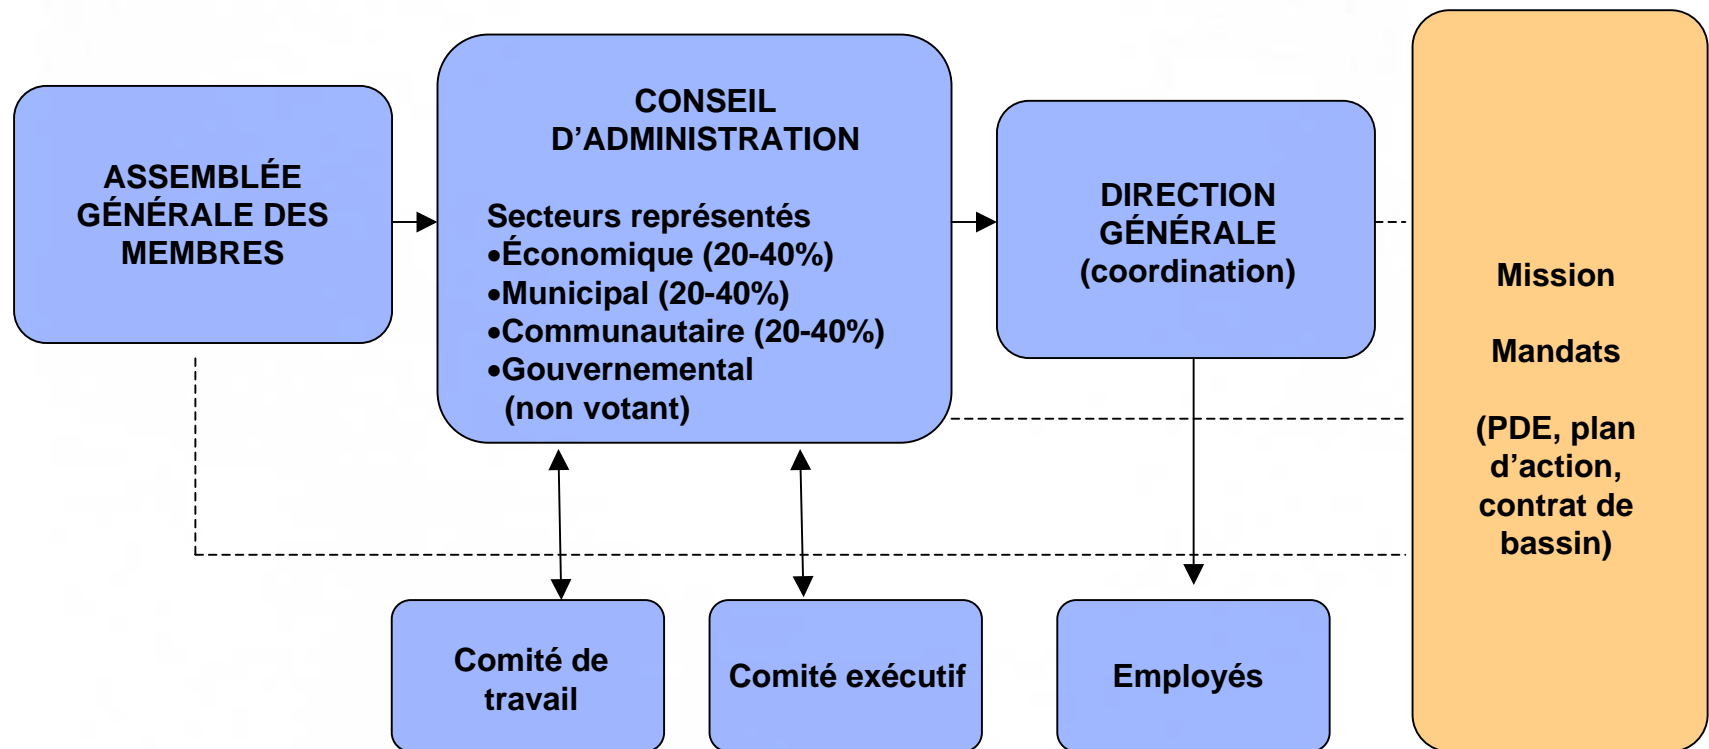 ASSEMBLÉE
GÉNÉRALE DES
MEMBRES
CONSEIL
D’ADMINISTRATION
Secteurs représentés
•Économique (20-40%)
•Municipal (20-40%)
•Communautaire (20-40%)
•Gouvernemental
(non votant)
DIRECTION
GÉNÉRALE
(coordination)
Mission
Mandats
(PDE, plan
d’action,
contrat de
bassin)
Comité de
travail
Comité exécutif
Employés